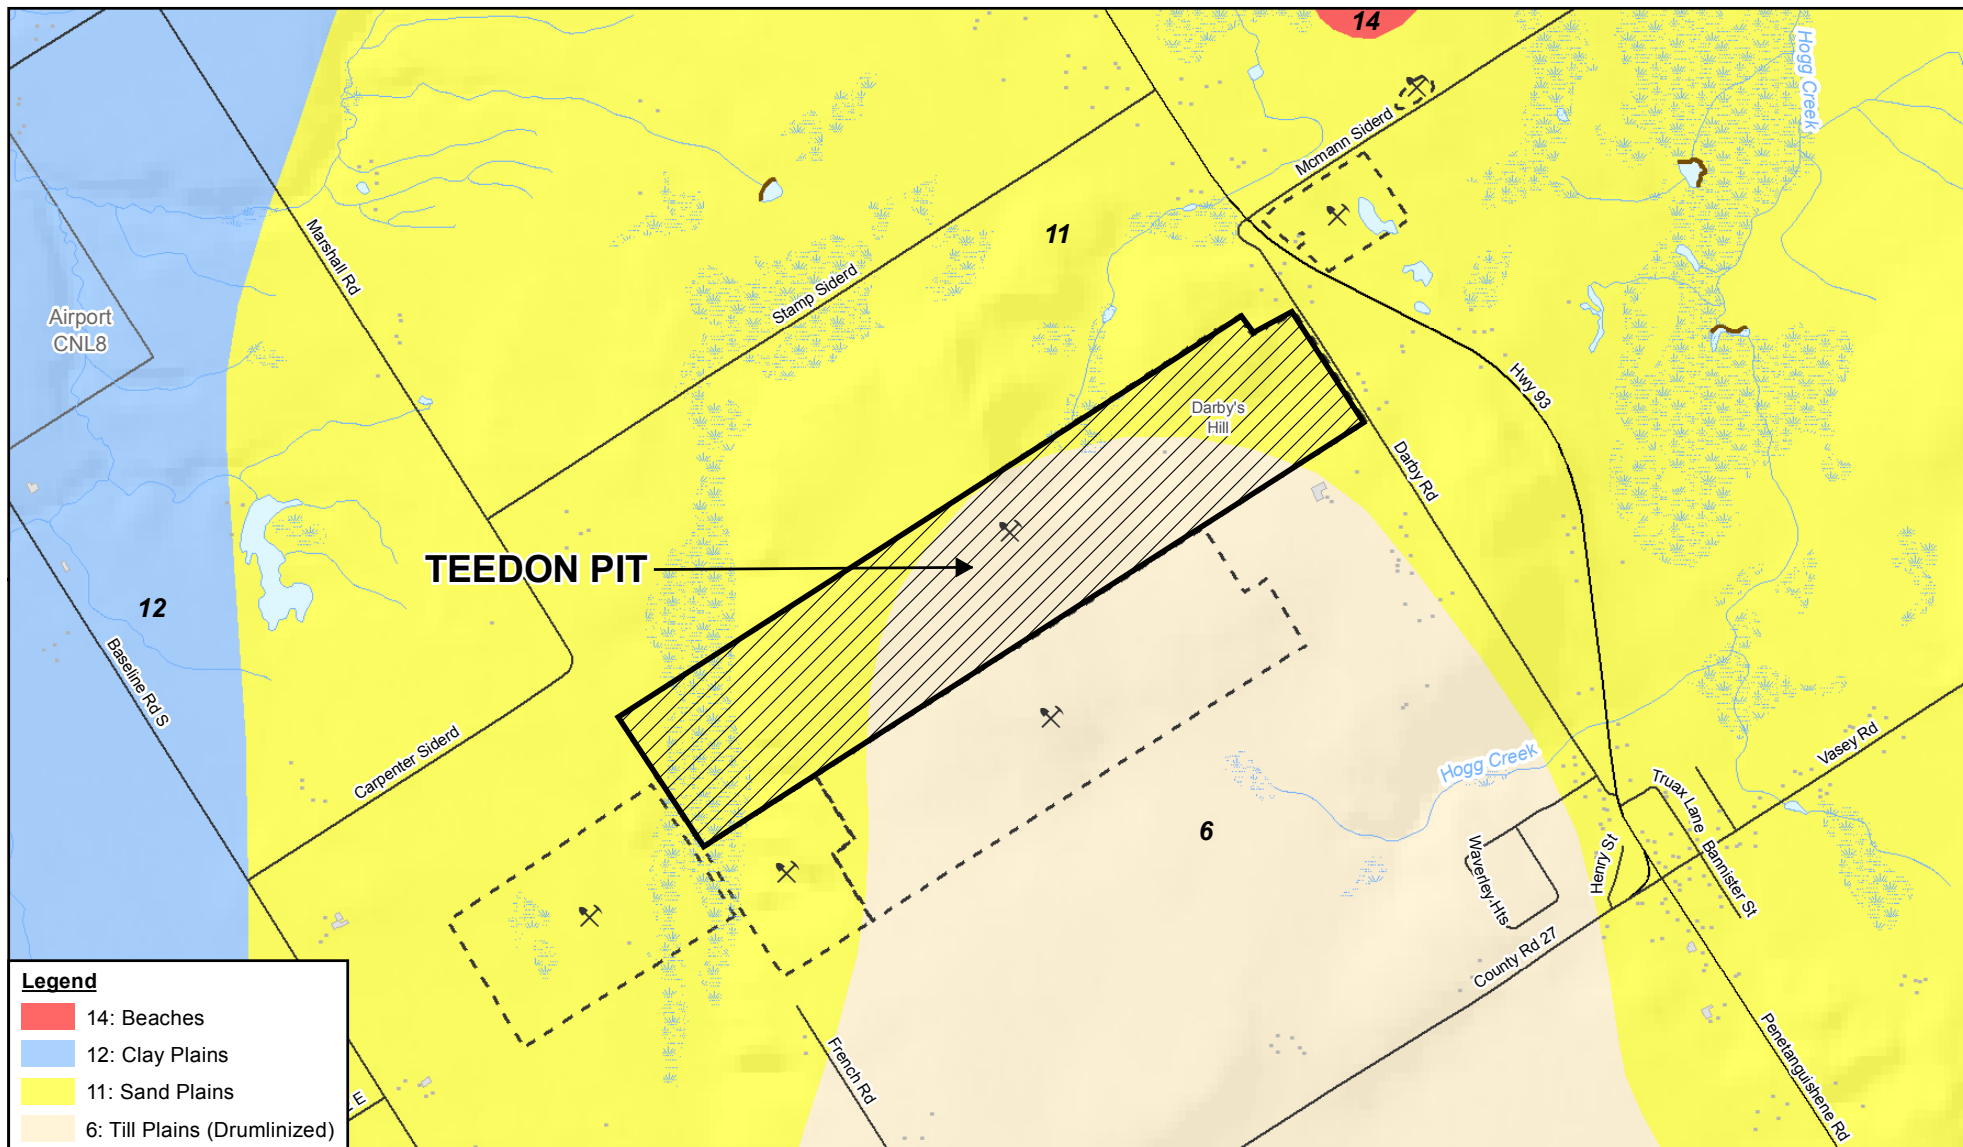 14
Hogg Creek
Mcmann Siderd
Marshall Rd
11
Stamp Siderd
Airport
CNL8
Hwy 93
Darby's
Hill
Darby Rd
TEEDON PIT
12
Baseline Rd S
Carpenter Siderd
Hogg Creek
Vasey Rd
Truax Lane
Bannister St
6
Waverley Hts
Henry St
County Rd 27
French Rd
Penetanguishene Rd
E
Legend
14: Beaches
12: Clay Plains
11: Sand Plains
6: Till Plains (Drumlinized)